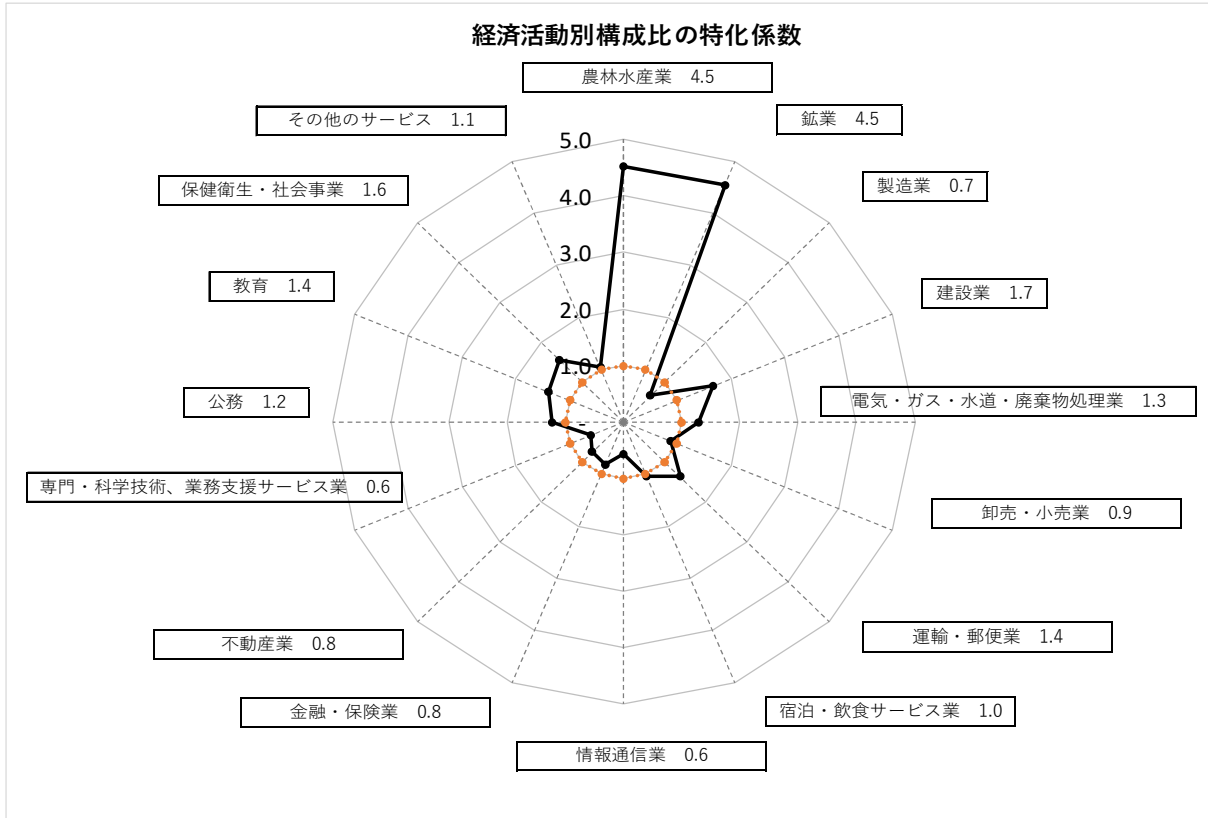 経済活動別構成比の特化係数
農林水産業　4.5
その他のサービス　1.1
鉱業　4.5
5.0
保健衛生・社会事業　1.6
製造業　0.7
4.0
3.0
教育　1.4
建設業　1.7
2.0
1.0
公務　1.2
電気・ガス・水道・廃棄物処理業　1.3
-
専門・科学技術、業務支援サービス業　0.6
卸売・小売業　0.9
不動産業　0.8
運輸・郵便業　1.4
金融・保険業　0.8
宿泊・飲食サービス業　1.0
情報通信業　0.6